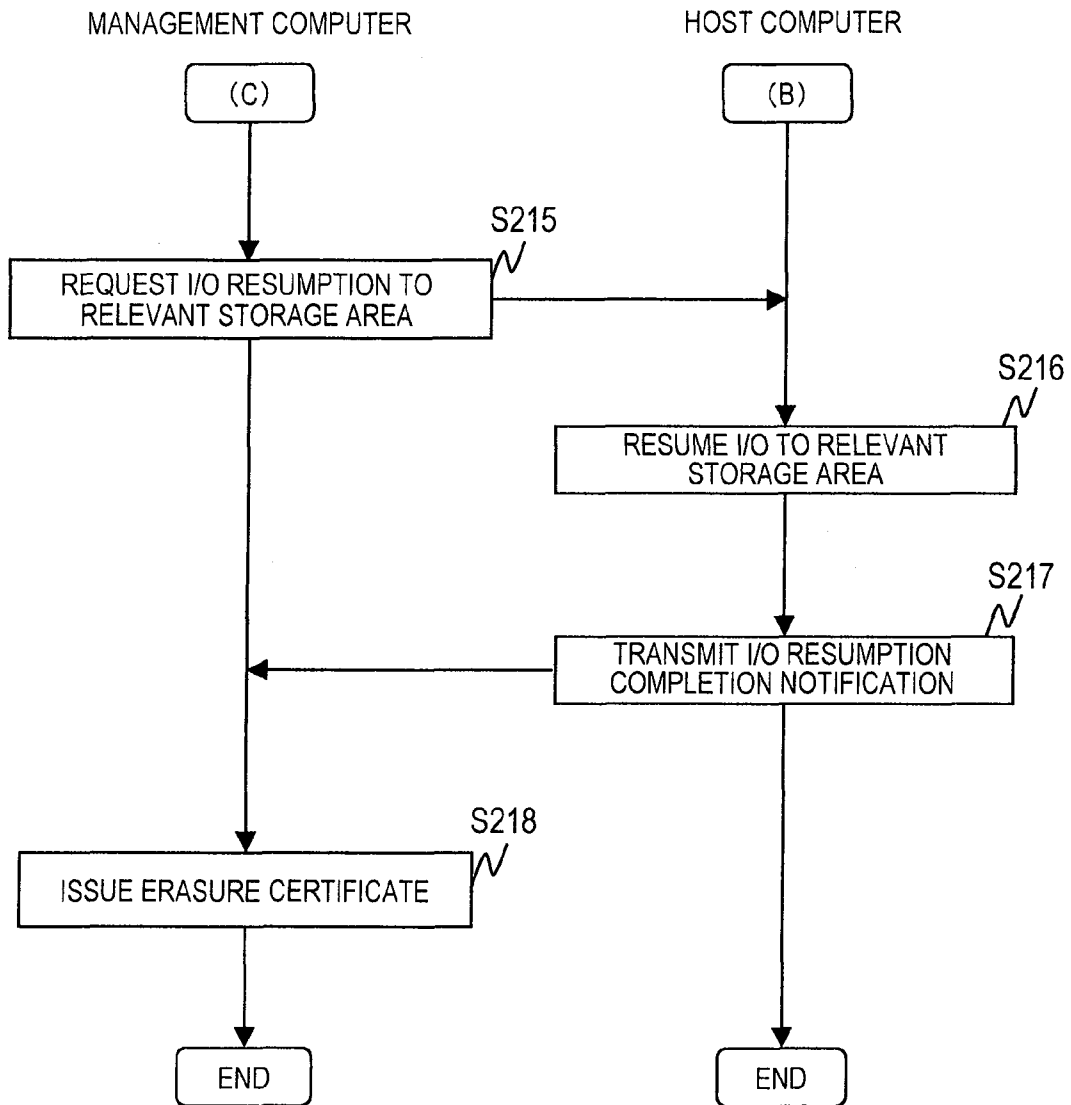 MANAGEMENT COMPUTER
HOST COMPUTER
(C)
(B)
S215
REQUEST I/O RESUMPTION TO
RELEVANT STORAGE AREA
S216
RESUME I/O TO RELEVANT
STORAGE AREA
S217
TRANSMIT I/O RESUMPTION
COMPLETION NOTIFICATION
S218
ISSUE ERASURE CERTIFICATE
END
END